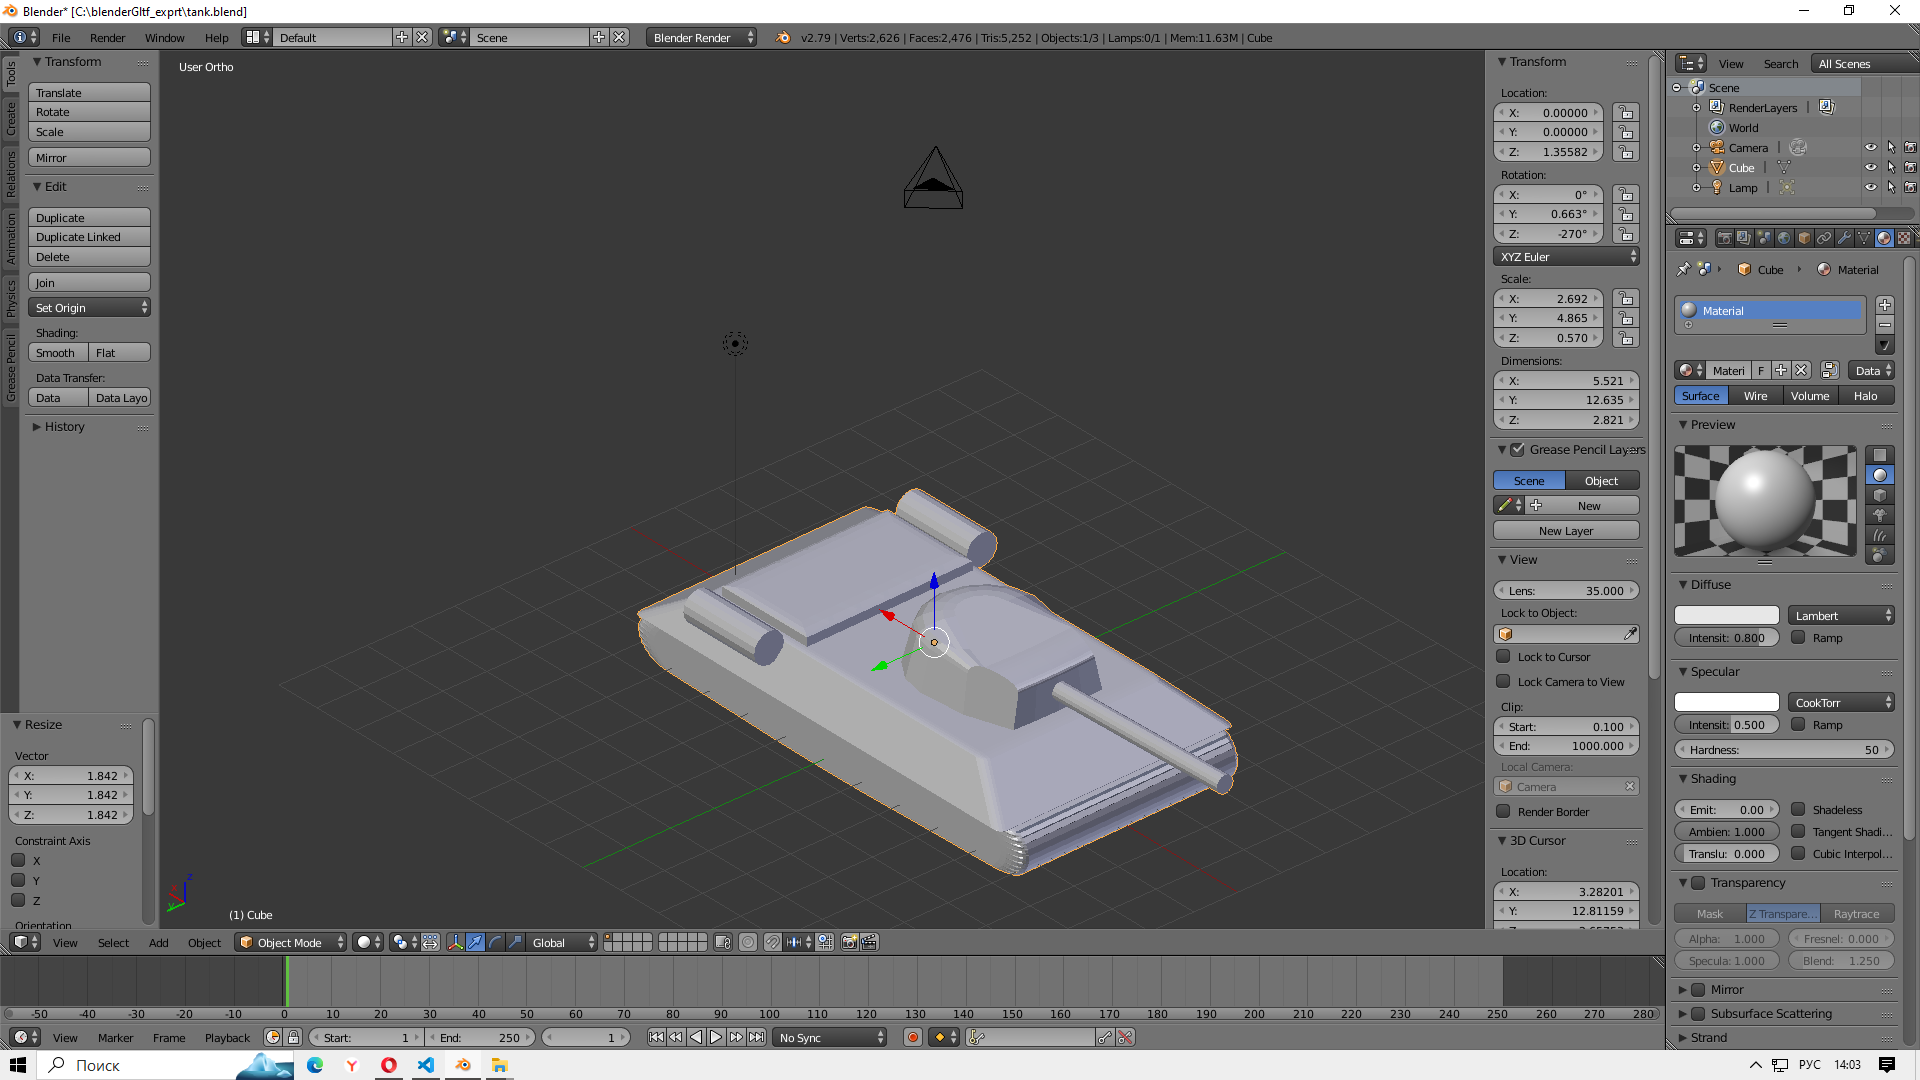 Blender* [C:\blenderGltf_exprt\tank.blend]
File Render Window Help Default Scene Blender Render v2.79 | Verts:2,626 | Faces:2,476 | Tris:5,252 | Objects:1/3 | Lamps:0/1 | Mem:11.63M | Cube
Tools
Create
Relations
Animation
Physics
Grease Pencil
Transform
Translate
Rotate
Scale
Mirror
Edit
Duplicate
Duplicate Linked
Delete
Join
Set Origin
Shading:
Smooth Flat
Data Transfer:
Data Data Layo
History
Resize
Vector
X: 1.842
Y: 1.842
Z: 1.842
Constraint Axis
X
Y
Z
Orientation
User Ortho
(1) Cube
Transform
Location:
X: 0.00000
Y: 0.00000
Z: 1.35582
Rotation:
X: 0°
Y: 0.663°
Z: -270°
XYZ Euler
Scale:
X: 2.692
Y: 4.865
Z: 0.570
Dimensions:
X: 5.521
Y: 12.635
Z: 2.821
Grease Pencil Layers
Scene Object
New
New Layer
View
Lens: 35.000
Lock to Object:
Lock to Cursor
Lock Camera to View
Clip:
Start: 0.100
End: 1000.000
Local Camera:
Camera
Render Border
3D Cursor
Location:
X: 3.28201
Y: 12.81159
View Search All Scenes
Scene
RenderLayers
World
Camera
Cube
Lamp
Cube Material
Material
Materi F Data
Surface Wire Volume Halo
Preview
Diffuse
Lambert
Intensit: 0.800 Ramp
Specular
CookTorr
Intensit: 0.500 Ramp
Hardness: 50
Shading
Emit: 0.00 Shadeless
Ambien: 1.000 Tangent Shadi...
Translu: 0.000 Cubic Interpol...
Transparency
Mask Z Transpare... Raytrace
Alpha: 1.000 Fresnel: 0.000
Specula: 1.000 Blend: 1.250
Mirror
Subsurface Scattering
Strand
View Select Add Object Object Mode Global
-50 -40 -30 -20 -10 0 10 20 30 40 50 60 70 80 90 100 110 120 130 140 150 160 170 180 190 200 210 220 230 240 250 260 270 280
View Marker Frame Playback Start: 1 End: 250 1 No Sync
Поиск РУС 14:03